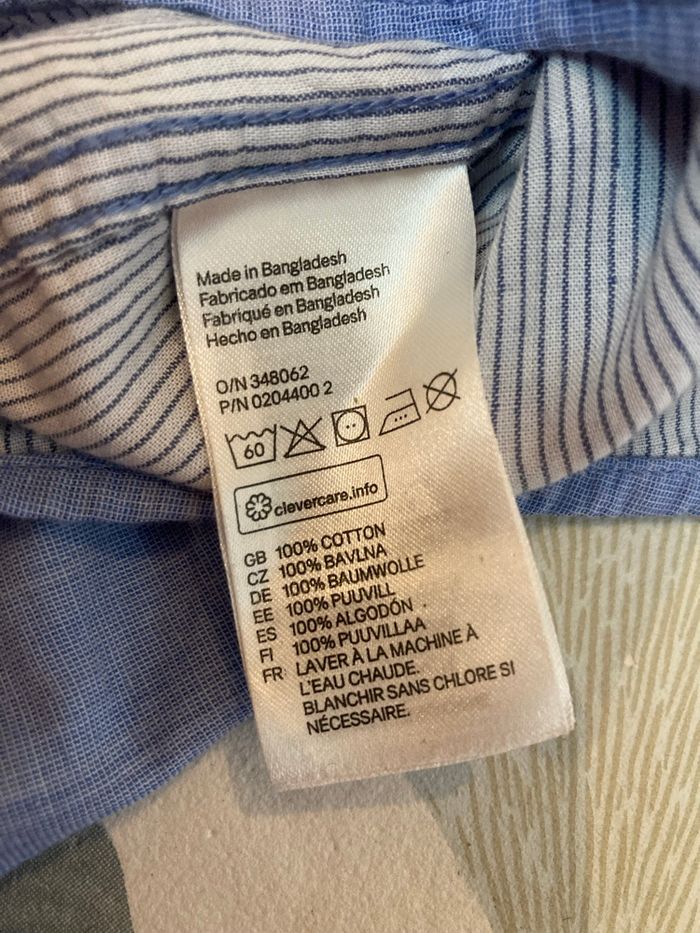 Made in Bangladesh
Fabricado em Bangladesh
Fabriqué en Bangladesh
Hecho en Bangladesh
O/N 348062
P/N 0204400 2
60
clevercare.info
GB 100% COTTON
CZ 100% BAVLNA
DE 100% BAUMWOLLE
EE 100% PUUVILL
ES 100% ALGODÓN
FI 100% PUUVILLAA
FR LAVER À LA MACHINE À
L'EAU CHAUDE.
BLANCHIR SANS CHLORE SI
NÉCESSAIRE.